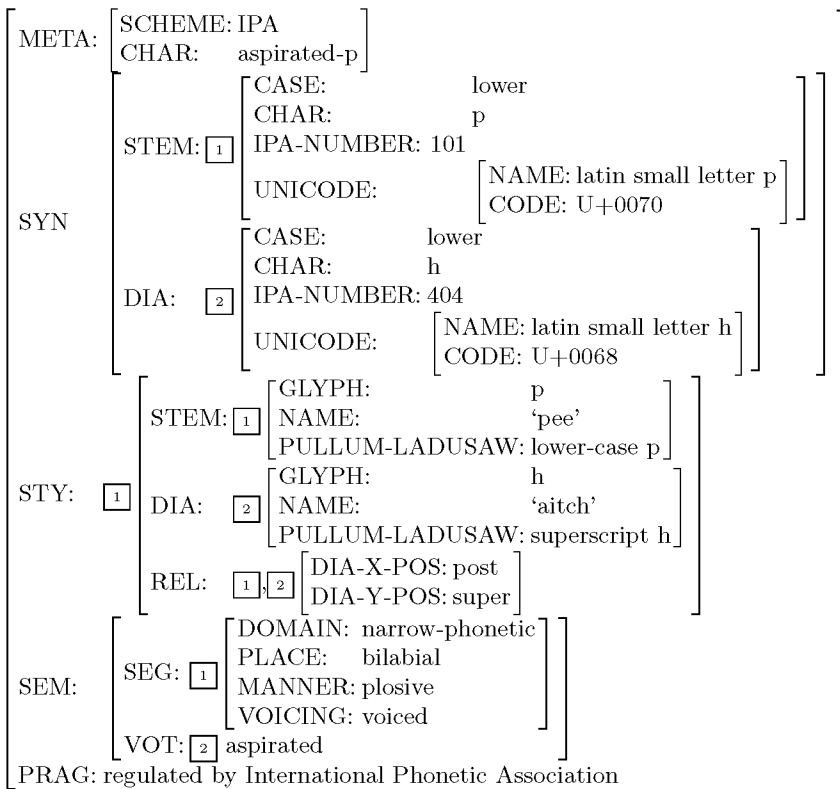 META: SCHEME: IPA
CHAR: aspirated-p
SYN
STEM: 1
CASE: lower
CHAR: p
IPA-NUMBER: 101
UNICODE: NAME: latin small letter p
CODE: U+0070
DIA: 2
CASE: lower
CHAR: h
IPA-NUMBER: 404
UNICODE: NAME: latin small letter h
CODE: U+0068
STY: 1
STEM: 1
GLYPH: p
NAME: ‘pee’
PULLUM-LADUSAW: lower-case p
DIA: 2
GLYPH: h
NAME: ‘aitch’
PULLUM-LADUSAW: superscript h
REL: 1,2
DIA-X-POS: post
DIA-Y-POS: super
SEM:
SEG: 1
DOMAIN: narrow-phonetic
PLACE: bilabial
MANNER: plosive
VOICING: voiced
VOT: 2 aspirated
PRAG: regulated by International Phonetic Association